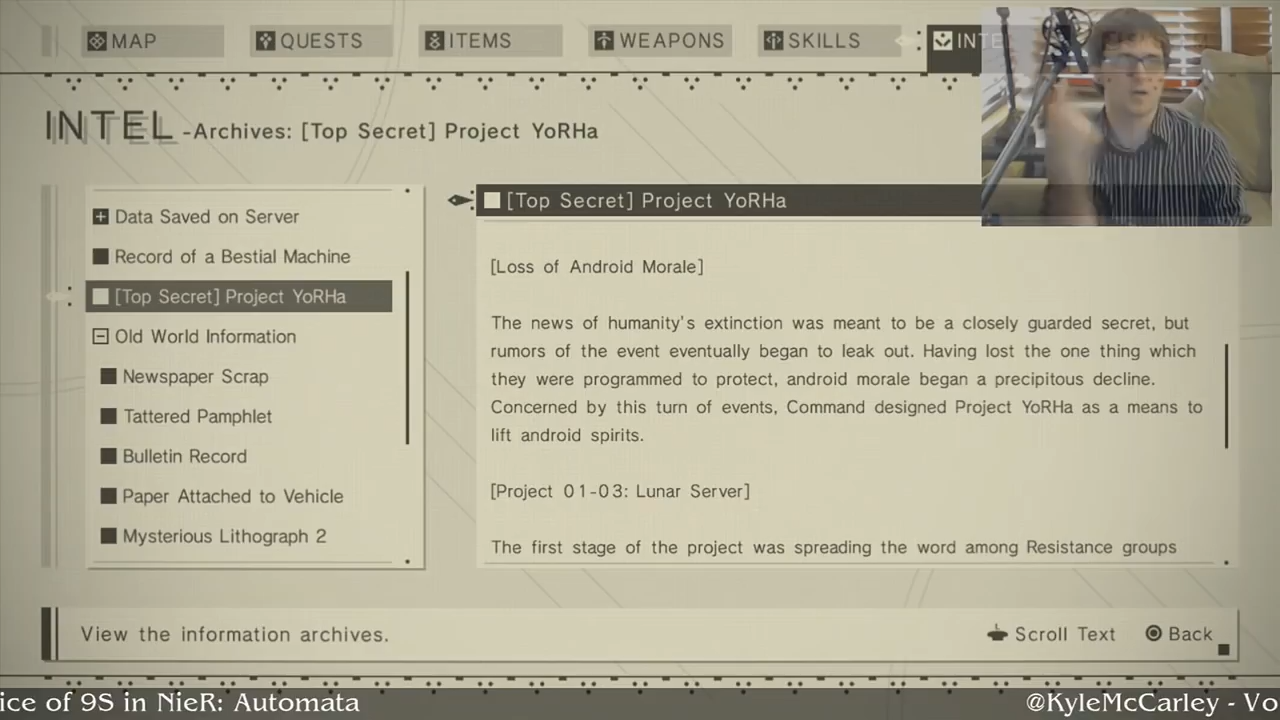 MAP QUESTS ITEMS WEAPONS SKILLS INTE
INTEL -Archives: [Top Secret] Project YoRHa
Data Saved on Server
Record of a Bestial Machine
[Top Secret] Project YoRHa
Old World Information
Newspaper Scrap
Tattered Pamphlet
Bulletin Record
Paper Attached to Vehicle
Mysterious Lithograph 2
[Top Secret] Project YoRHa
[Loss of Android Morale]
The news of humanity's extinction was meant to be a closely guarded secret, but
rumors of the event eventually began to leak out. Having lost the one thing which
they were programmed to protect, android morale began a precipitous decline.
Concerned by this turn of events, Command designed Project YoRHa as a means to
lift android spirits.
[Project 01-03: Lunar Server]
The first stage of the project was spreading the word among Resistance groups
View the information archives.
Scroll Text Back
ice of 9S in NieR: Automata
@KyleMcCarley - Vo